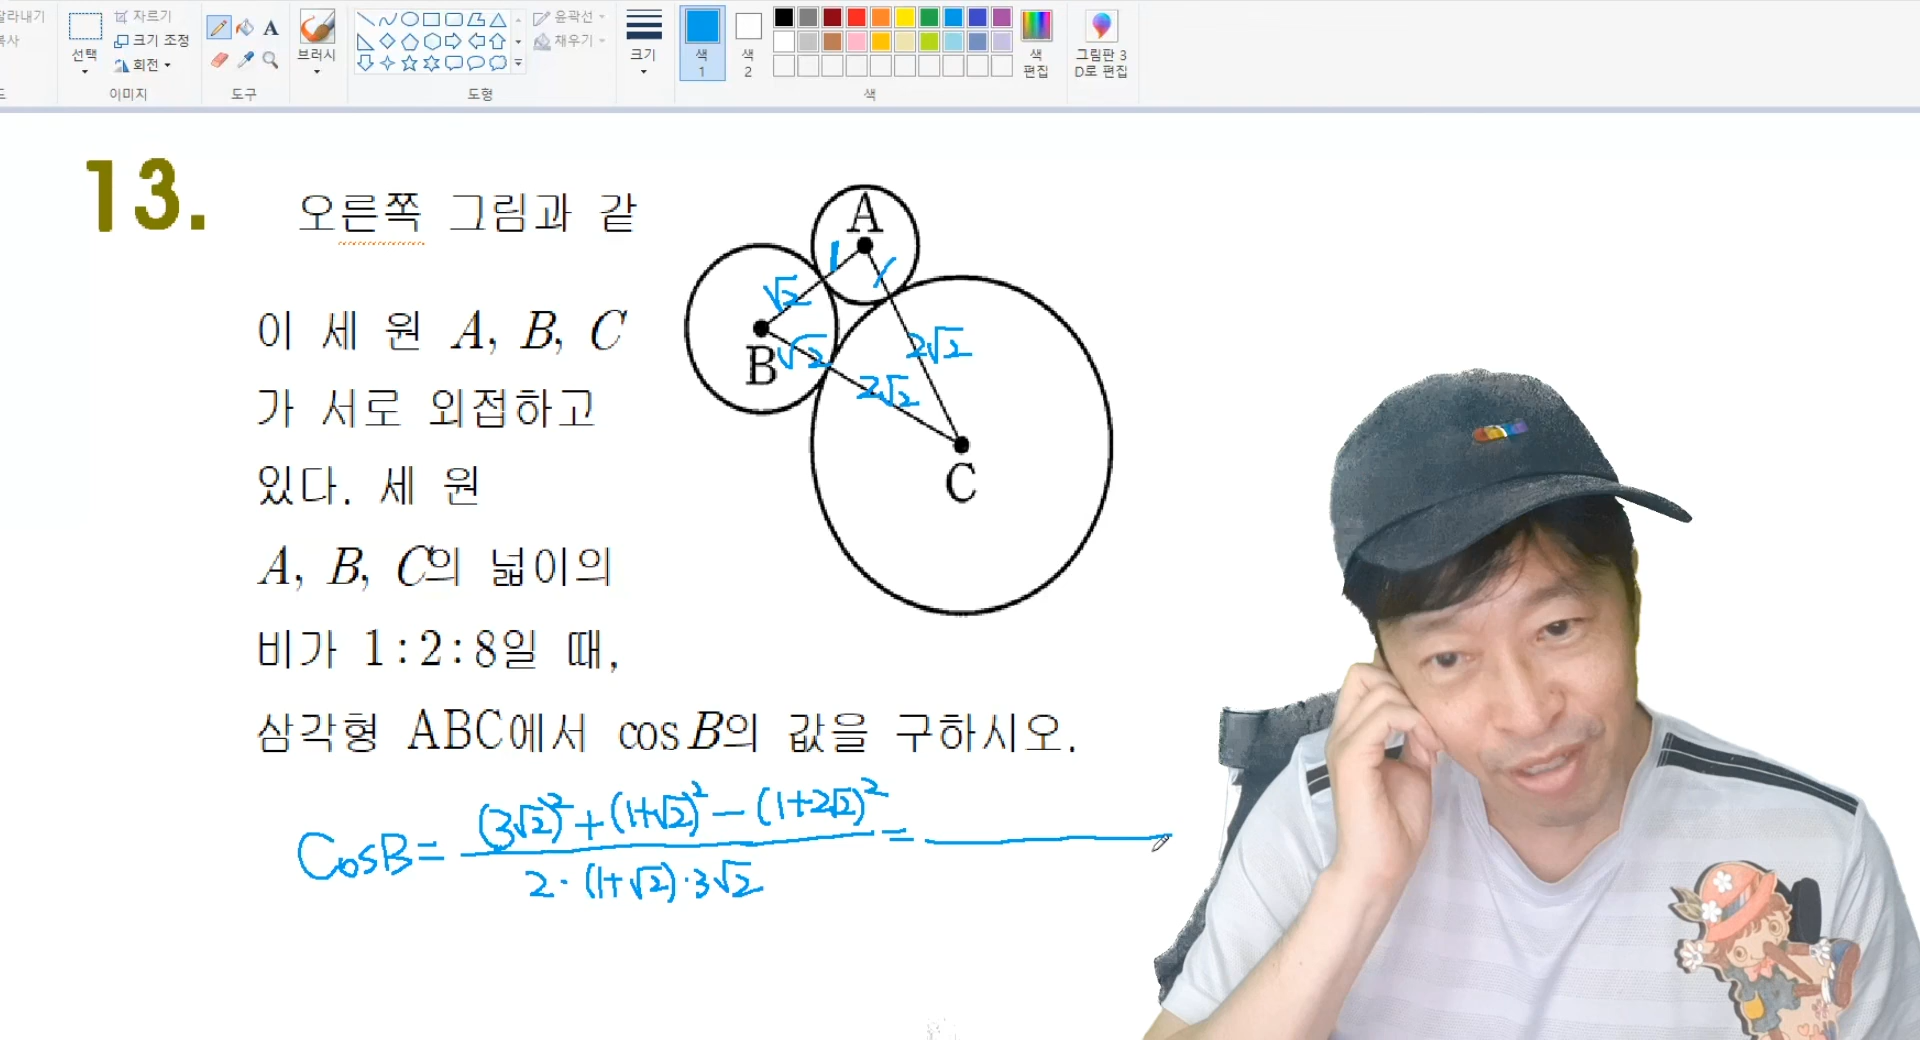 잘라내기
자르기
복사
크기 조정
선택
회전
A
브러시
윤곽선
채우기
크기
색
1
색
2
색
편집
그림판 3
D로 편집
이미지
도구
도형
색
13. 오른쪽 그림과 같
이 세 원 A, B, C
가 서로 외접하고
있다. 세 원
A, B, C의 넓이의
비가 1:2:8일 때,
삼각형 ABC에서 cosB의 값을 구하시오.
A
1
1
√2
B
√2
2√2
2√2
C
CosB = ((3√2)²+(1+√2)²-(1+2√2)²)/(2·(1+√2)·3√2) =